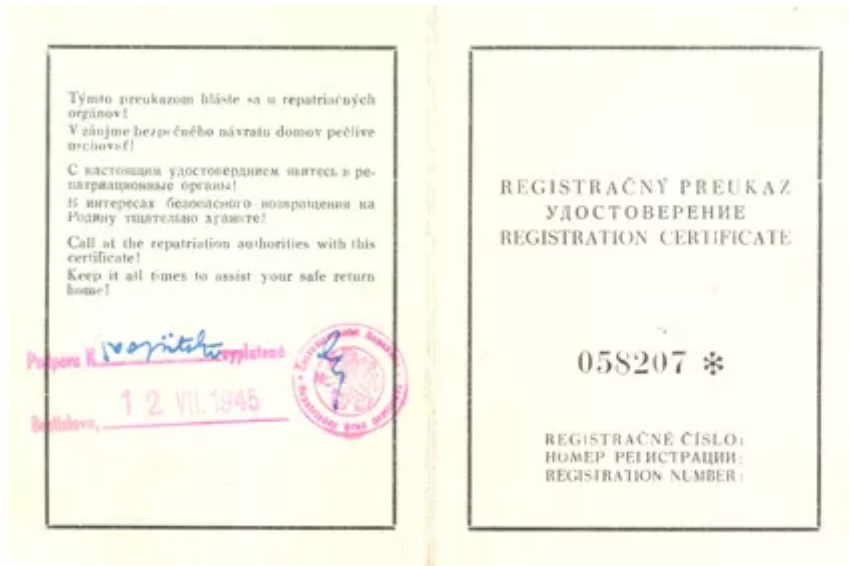 Týmto preukazom hláste sa u repatriačných
orgánov!
V záujme bezpečného návratu domov pečlive
uschovať!
С настоящим удостоверднием явитесь в ре-
патриационные органы!
В интересах безопасного возвращения на
Родину тщательно храните!
Call at the repatriation authorities with this
certificate!
Keep it all times to assist your safe return
home!
Podpora K vyplatená
12 VII. 1945
Bratislava,
REGISTRAČNÝ PREUKAZ
УДОСТОВЕРЕНИЕ
REGISTRATION CERTIFICATE
058207 *
REGISTRAČNÉ ČÍSLO:
НОМЕР РЕГИСТРАЦИИ:
REGISTRATION NUMBER: